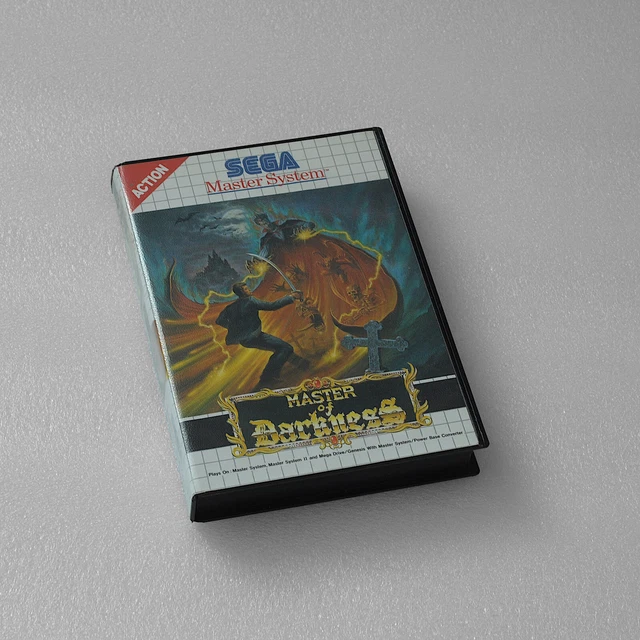 ACTION
SEGA
Master System™
MASTER
of
Darkness
Plays On: Master System, Master System II and Mega Drive/Genesis With Master System/Power Base Converter.